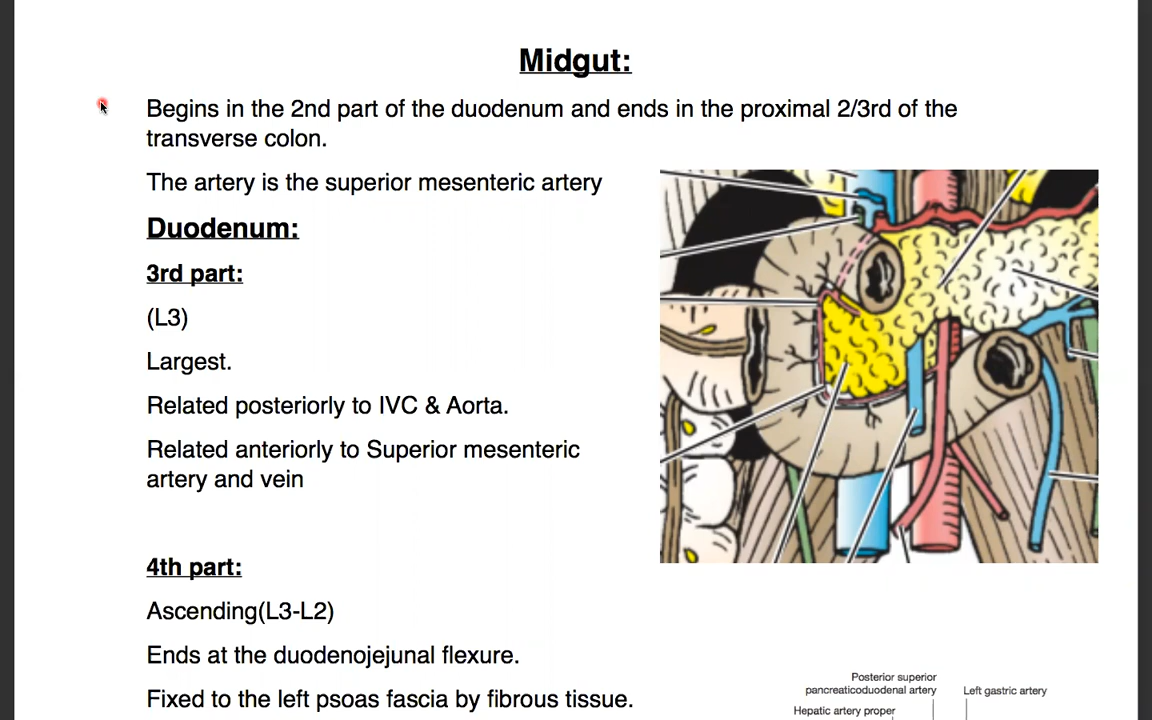 Midgut:
Begins in the 2nd part of the duodenum and ends in the proximal 2/3rd of the
transverse colon.
The artery is the superior mesenteric artery
Duodenum:
3rd part:
(L3)
Largest.
Related posteriorly to IVC & Aorta.
Related anteriorly to Superior mesenteric
artery and vein
4th part:
Ascending(L3-L2)
Ends at the duodenojejunal flexure.
Fixed to the left psoas fascia by fibrous tissue.
Posterior superior
pancreaticoduodenal artery
Left gastric artery
Hepatic artery proper